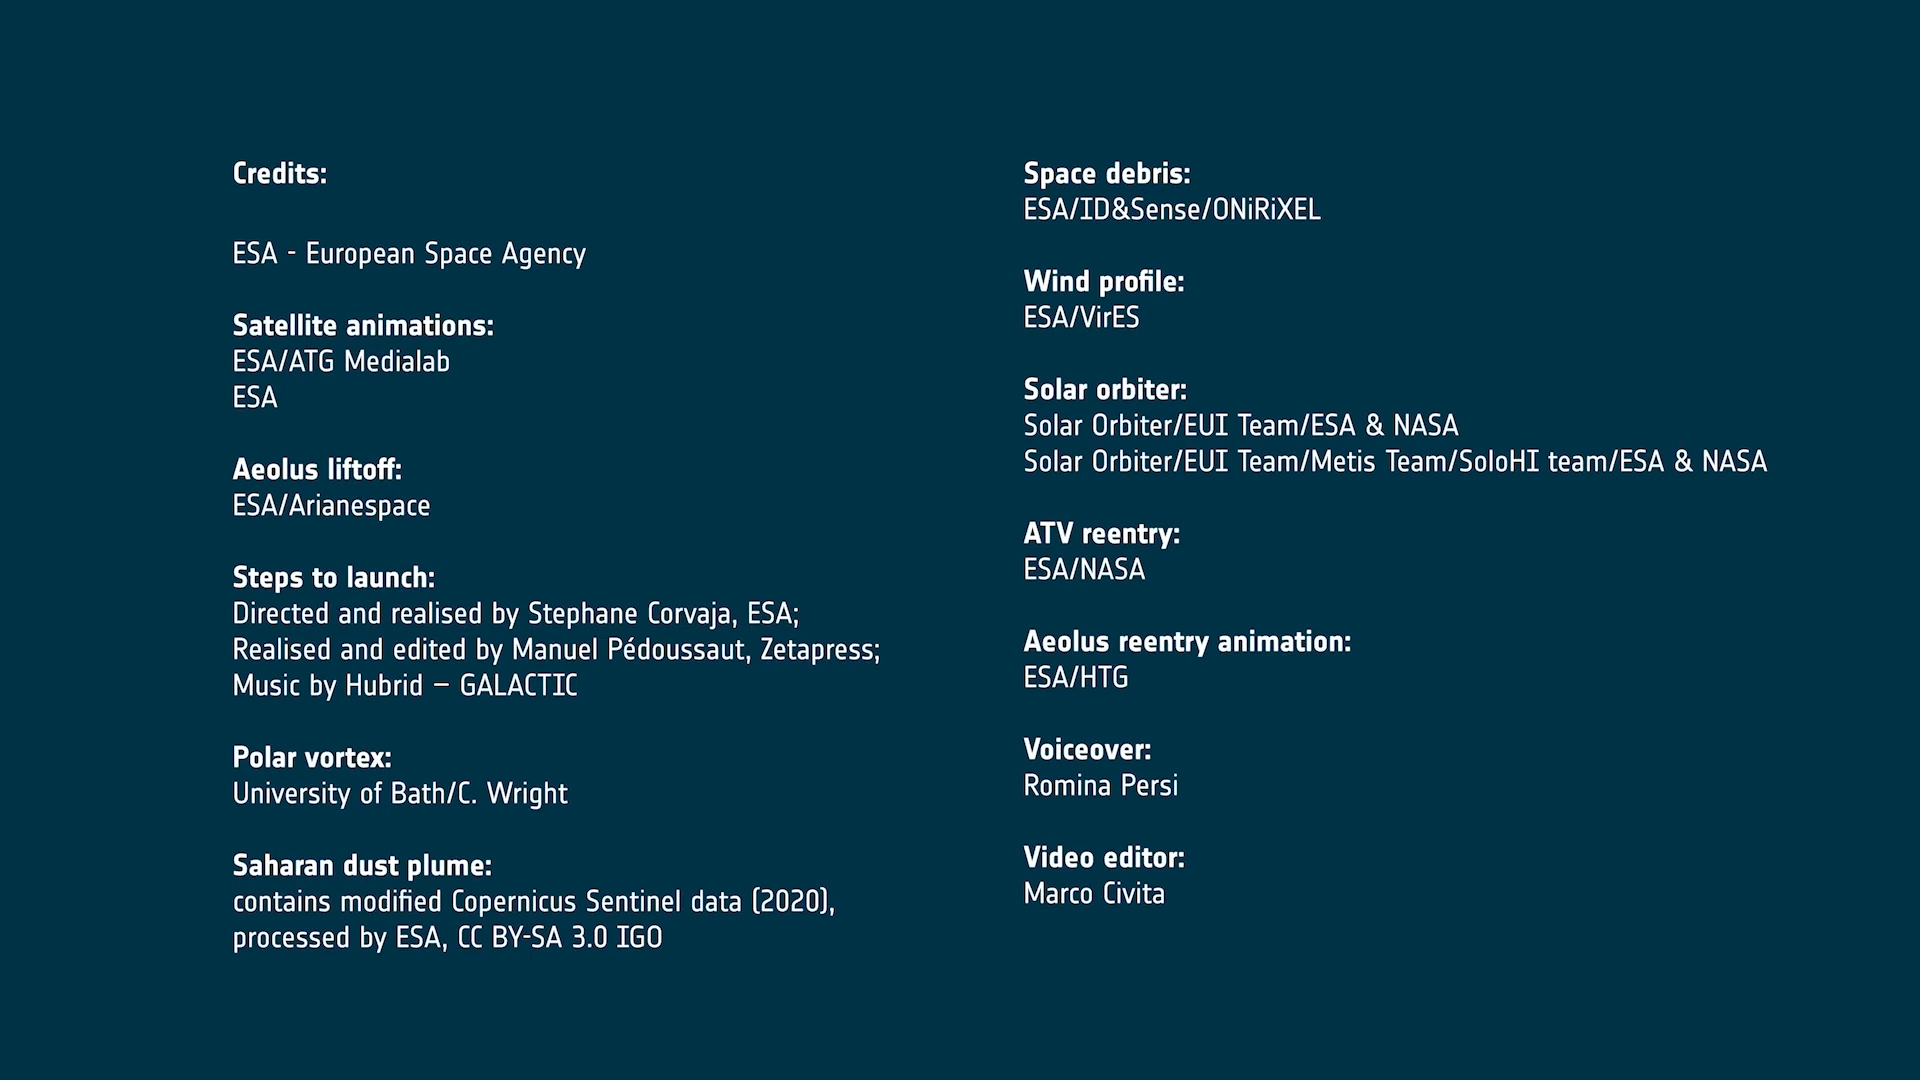 Credits:
ESA - European Space Agency
Satellite animations:
ESA/ATG Medialab
ESA
Aeolus liftoff:
ESA/Arianespace
Steps to launch:
Directed and realised by Stephane Corvaja, ESA;
Realised and edited by Manuel Pédoussaut, Zetapress;
Music by Hubrid – GALACTIC
Polar vortex:
University of Bath/C. Wright
Saharan dust plume:
contains modified Copernicus Sentinel data (2020),
processed by ESA, CC BY-SA 3.0 IGO
Space debris:
ESA/ID&Sense/ONiRiXEL
Wind profile:
ESA/VirES
Solar orbiter:
Solar Orbiter/EUI Team/ESA & NASA
Solar Orbiter/EUI Team/Metis Team/SoloHI team/ESA & NASA
ATV reentry:
ESA/NASA
Aeolus reentry animation:
ESA/HTG
Voiceover:
Romina Persi
Video editor:
Marco Civita